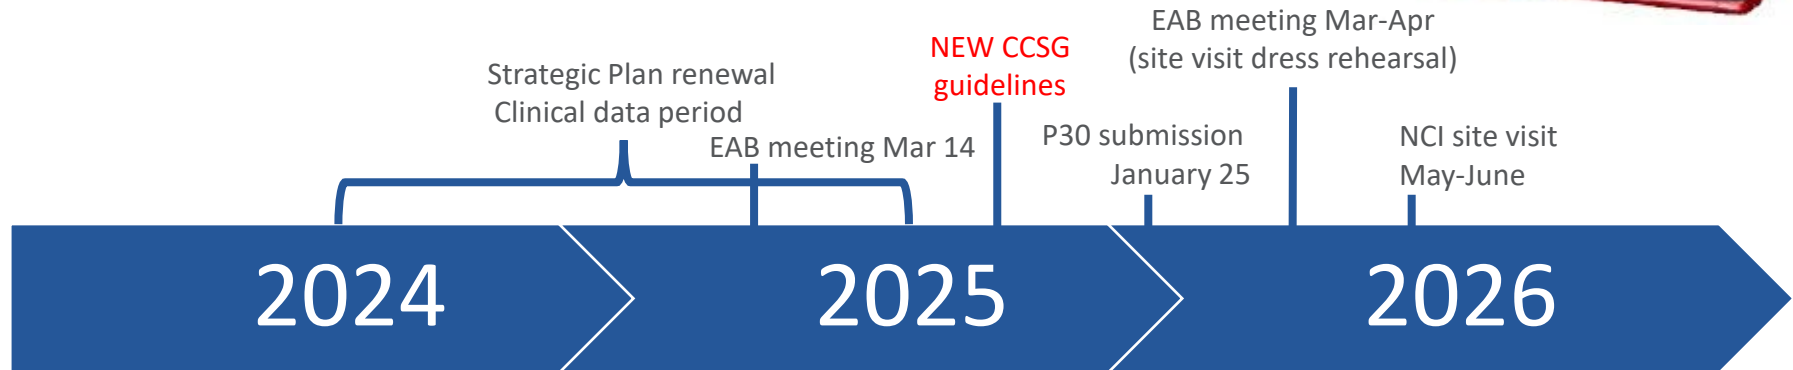 EAB meeting Mar-Apr
(site visit dress rehearsal)
NEW CCSG
guidelines
Strategic Plan renewal
Clinical data period
EAB meeting Mar 14
P30 submission
January 25
NCI site visit
May-June
2024
2025
2026